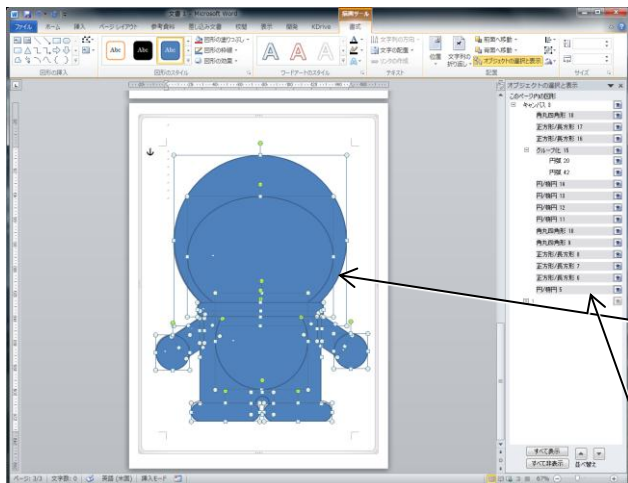 文書 3 - Microsoft Word
描画ツール
ファイル ホーム 挿入 ページ レイアウト 参考資料 差し込み文書 校閲 表示 開発 KDrive 書式
Abc Abc Abc
図形の塗りつぶし
図形の枠線
図形の効果
A A A
文字列の方向
文字の配置
リンクの作成
位置
文字列の折り返し
前面へ移動
背面へ移動
オブジェクトの選択と表示
図形の挿入 図形のスタイル ワードアートのスタイル テキスト 配置 サイズ
オブジェクトの選択と表示
このページ内の図形
キャンバス 3
角丸四角形 18
正方形/長方形 17
正方形/長方形 16
グループ化 15
円弧 20
円弧 62
円/楕円 14
円/楕円 13
円/楕円 12
円/楕円 11
角丸四角形 10
角丸四角形 9
正方形/長方形 8
正方形/長方形 7
正方形/長方形 6
円/楕円 5
すべて表示
すべて非表示 並べ替え
ページ: 3/3 文字数: 0 英語 (米国) 挿入モード 67%